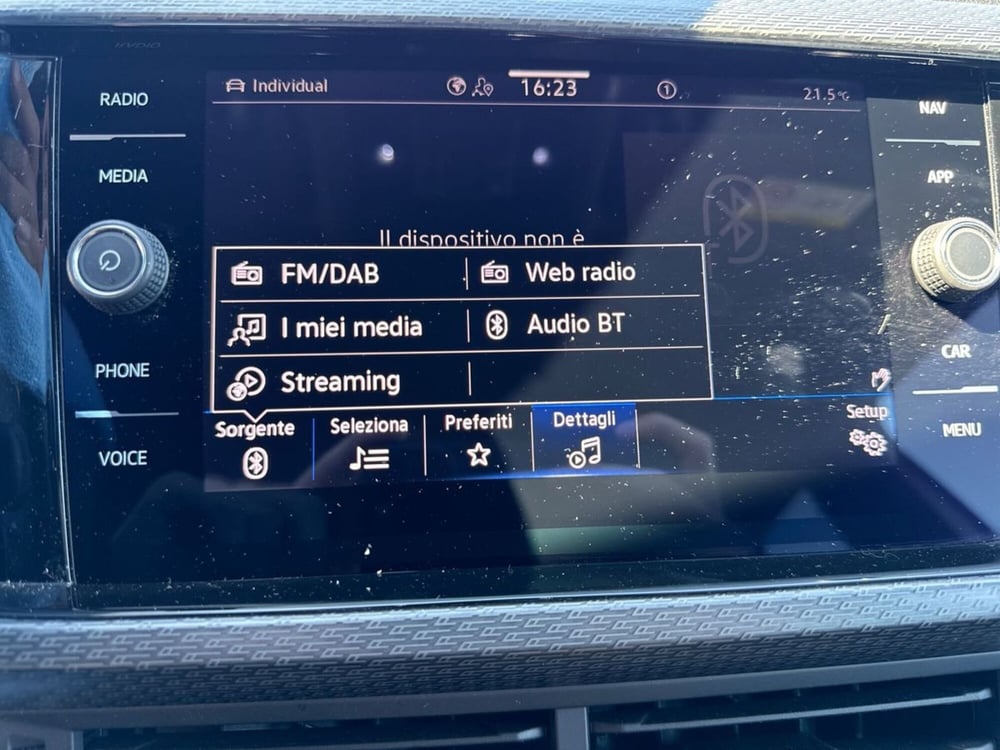 RADIO
MEDIA
PHONE
VOICE
Individual
16:23
1
21.5°C
Il dispositivo non è
FM/DAB
Web radio
I miei media
Audio BT
Streaming
Sorgente
Seleziona
Preferiti
Dettagli
Setup
NAV
APP
CAR
MENU